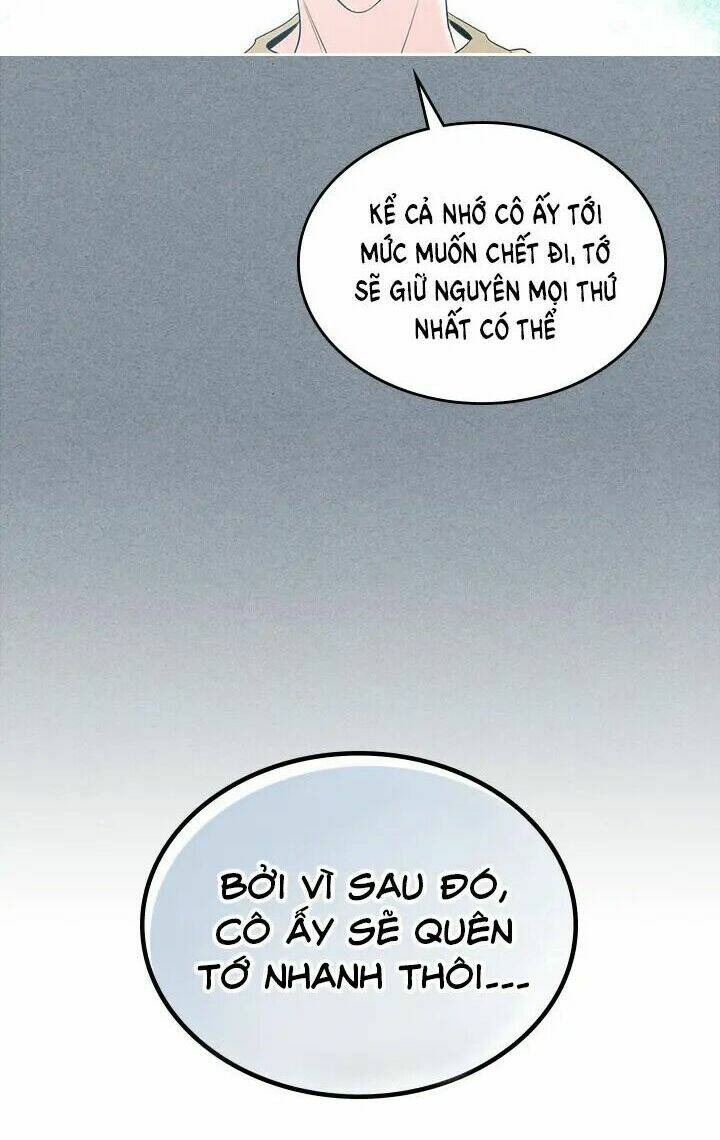 KỂ CẢ NHỚ CÔ ẤY TỚI
MỨC MUỐN CHẾT ĐI, TỚ
SẼ GIỮ NGUYÊN MỌI THỨ
NHẤT CÓ THỂ
BỞI VÌ SAU ĐÓ,
CÔ ẤY SẼ QUÊN
TỚ NHANH THÔI---